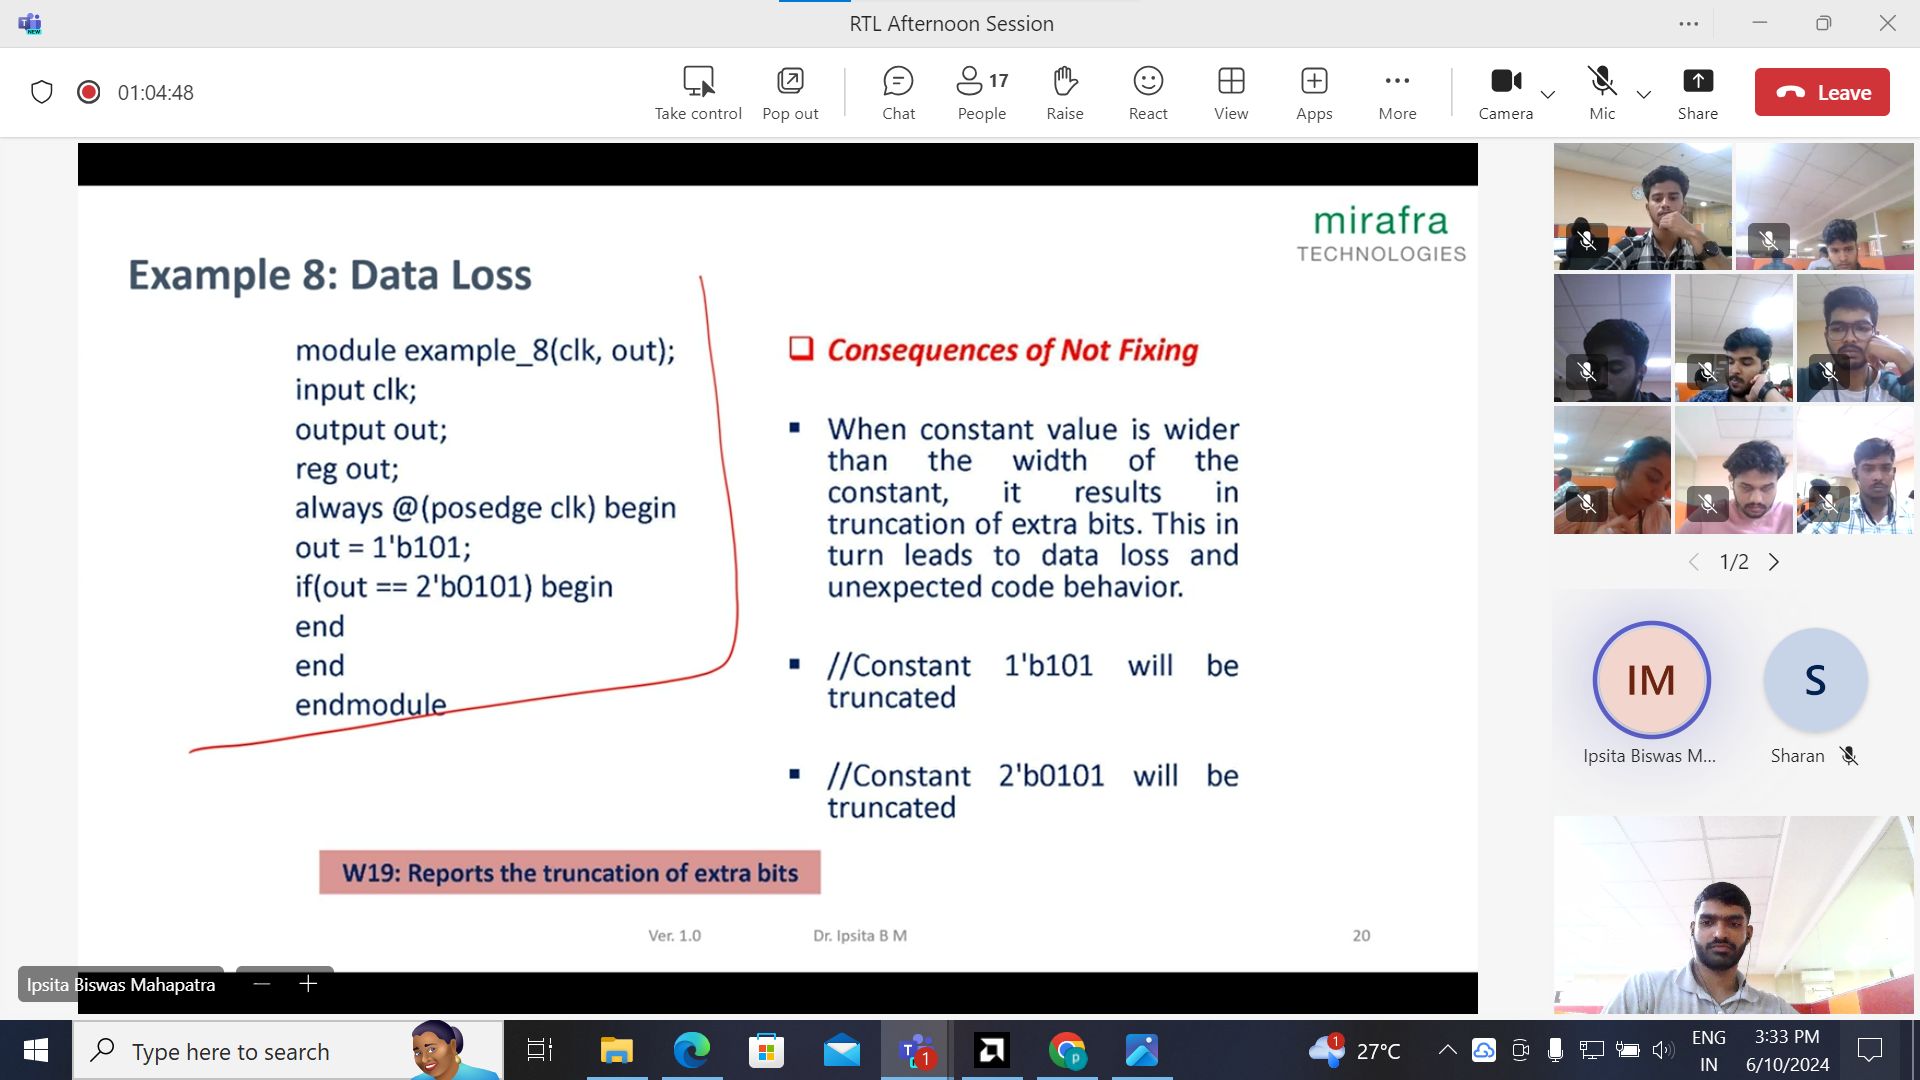 RTL Afternoon Session
NEW
01:04:48
Take control
Pop out
Chat
17
People
Raise
React
View
Apps
More
Camera
Mic
Share
Leave
mirafra
TECHNOLOGIES
Example 8: Data Loss
module example_8(clk, out);
input clk;
output out;
reg out;
always @(posedge clk) begin
out = 1'b101;
if(out == 2'b0101) begin
end
end
endmodule
❑ Consequences of Not Fixing
▪ When constant value is wider
than the width of the
constant, it results in
truncation of extra bits. This in
turn leads to data loss and
unexpected code behavior.
▪ //Constant 1'b101 will be
truncated
▪ //Constant 2'b0101 will be
truncated
W19: Reports the truncation of extra bits
Ver. 1.0
Dr. Ipsita B M
20
Ipsita Biswas Mahapatra
1/2
IM
Ipsita Biswas M...
S
Sharan
Type here to search
1
p
1
27°C
ENG
IN
3:33 PM
6/10/2024